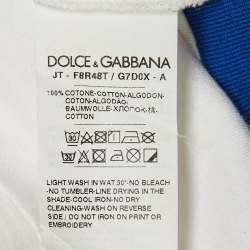 DOLCE & GABBANA
JT - F8R48T / G7D0X - A
100% COTONE-COTTON-ALGODON-
COTON-ALGODÃO-
BAUMWOLLE-ХЛОПОК-
LIGHT WASH IN WAT.30°-NO BLEACH
-NO TUMBLER-LINE DRYING IN THE
SHADE-COOL IRON-NO DRY
CLEANING-WASH ON REVERSE
SIDE : DO NOT IRON ON PRINT OR
EMBROIDERY